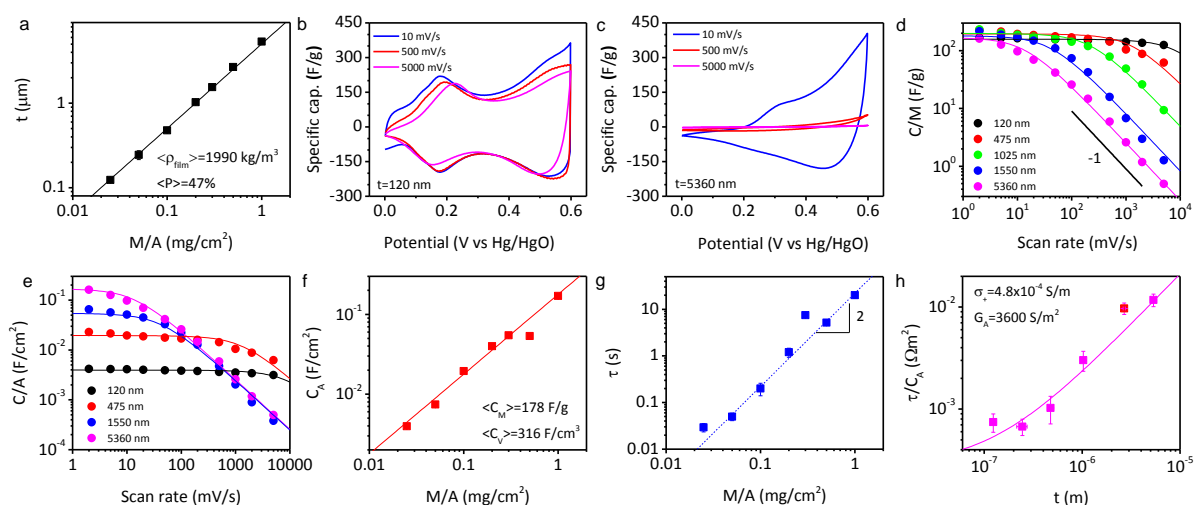 a
t (μm)
1
0.1
<ρfilm>=1990 kg/m³
<P>=47%
0.01 0.1 1
M/A (mg/cm²)
b
Specific cap. (F/g)
450
300
150
0
-150
-300
10 mV/s
500 mV/s
5000 mV/s
t=120 nm
0.0 0.2 0.4 0.6
Potential (V vs Hg/HgO)
c
Specific cap. (F/g)
450
300
150
0
-150
-300
10 mV/s
500 mV/s
5000 mV/s
t=5360 nm
0.0 0.2 0.4 0.6
Potential (V vs Hg/HgO)
d
C/M (F/g)
10²
10¹
10⁰
120 nm
475 nm
1025 nm
1550 nm
5360 nm
-1
10⁰ 10¹ 10² 10³ 10⁴
Scan rate (mV/s)
e
C/A (F/cm²)
10⁻¹
10⁻²
10⁻³
10⁻⁴
120 nm
475 nm
1550 nm
5360 nm
1 10 100 1000 10000
Scan rate (mV/s)
f
C_A (F/cm²)
10⁻¹
10⁻²
<C_M>=178 F/g
<C_V>=316 F/cm³
0.01 0.1 1
M/A (mg/cm²)
g
τ (s)
10
1
0.1
0.01
2
0.01 0.1 1
M/A (mg/cm²)
h
τ/C_A (Ωm²)
10⁻²
10⁻³
σ₊=4.8x10⁻⁴ S/m
G_A=3600 S/m²
10⁻⁷ 10⁻⁶ 10⁻⁵
t (m)